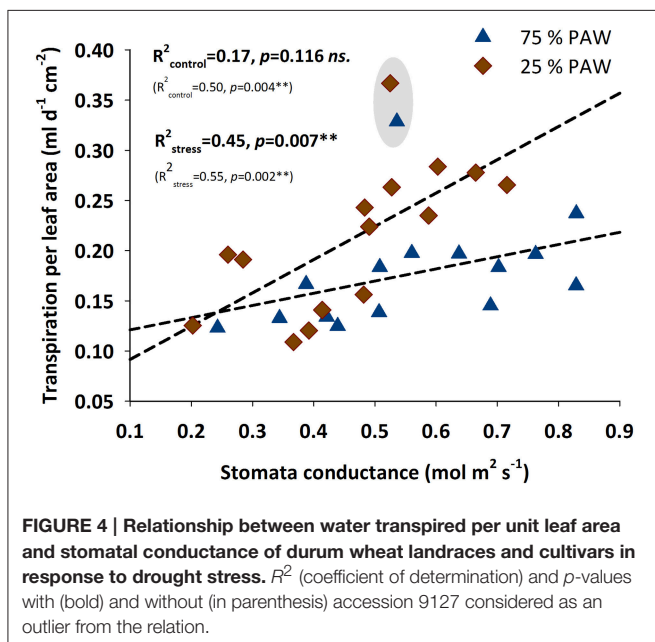 R²control=0.17, p=0.116 ns.
(R²control=0.50, p=0.004**)
R²stress=0.45, p=0.007**
(R²stress=0.55, p=0.002**)
75 % PAW
25 % PAW
Transpiration per leaf area (ml d⁻¹ cm⁻²)
0.40
0.35
0.30
0.25
0.20
0.15
0.10
0.05
0.1 0.2 0.3 0.4 0.5 0.6 0.7 0.8 0.9
Stomata conductance (mol m² s⁻¹)
FIGURE 4 | Relationship between water transpired per unit leaf area
and stomatal conductance of durum wheat landraces and cultivars in
response to drought stress. R² (coefficient of determination) and p-values
with (bold) and without (in parenthesis) accession 9127 considered as an
outlier from the relation.